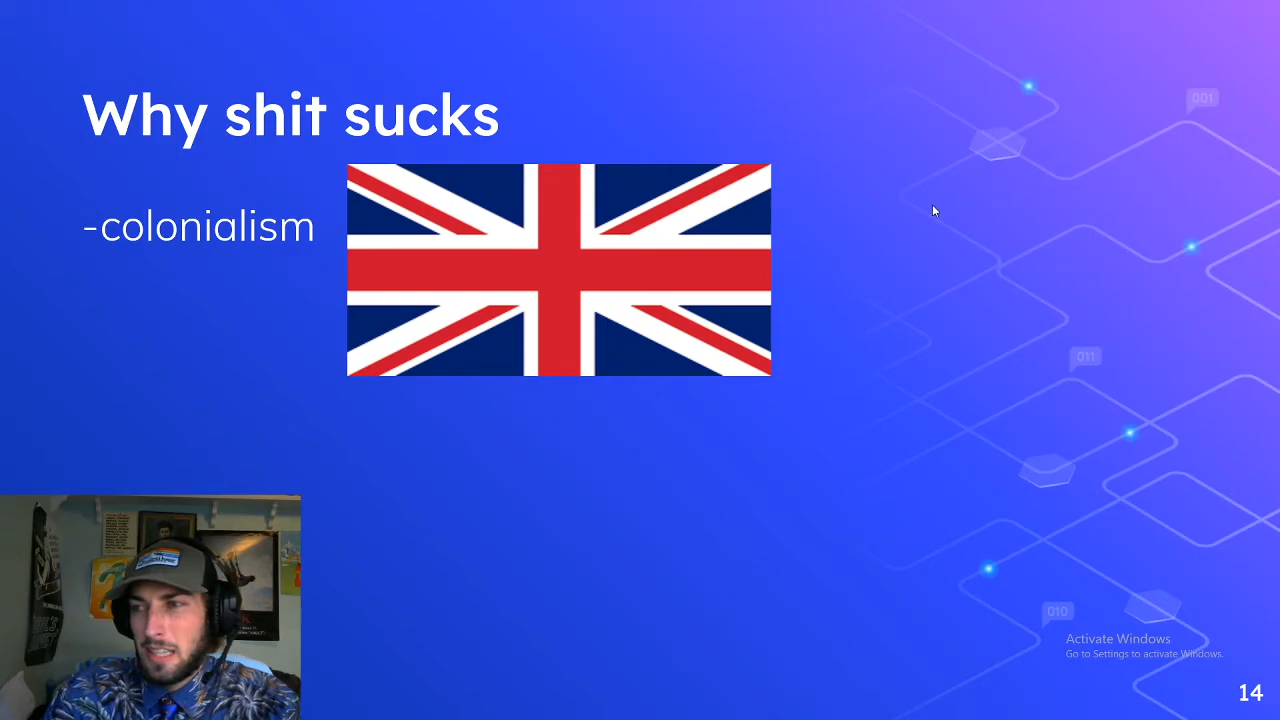 Why shit sucks
-colonialism
001
011
010
Activate Windows
Go to Settings to activate Windows.
14